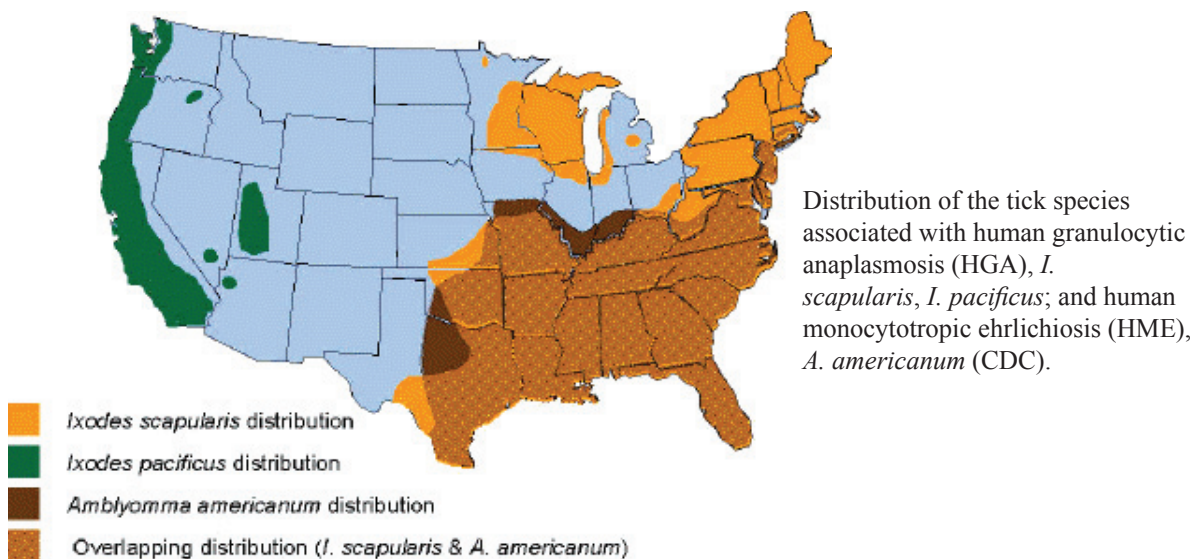 Distribution of the tick species
associated with human granulocytic
anaplasmosis (HGA), I.
scapularis, I. pacificus; and human
monocytotropic ehrlichiosis (HME),
A. americanum (CDC).
Ixodes scapularis distribution
Ixodes pacificus distribution
Amblyomma americanum distribution
Overlapping distribution (I. scapularis & A. americanum)